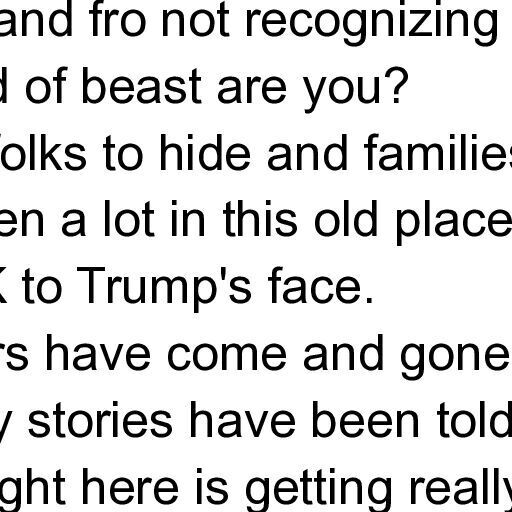 and fro not recognizing
d of beast are you?
folks to hide and families
en a lot in this old place
K to Trump's face.
rs have come and gone
y stories have been told
ght here is getting really